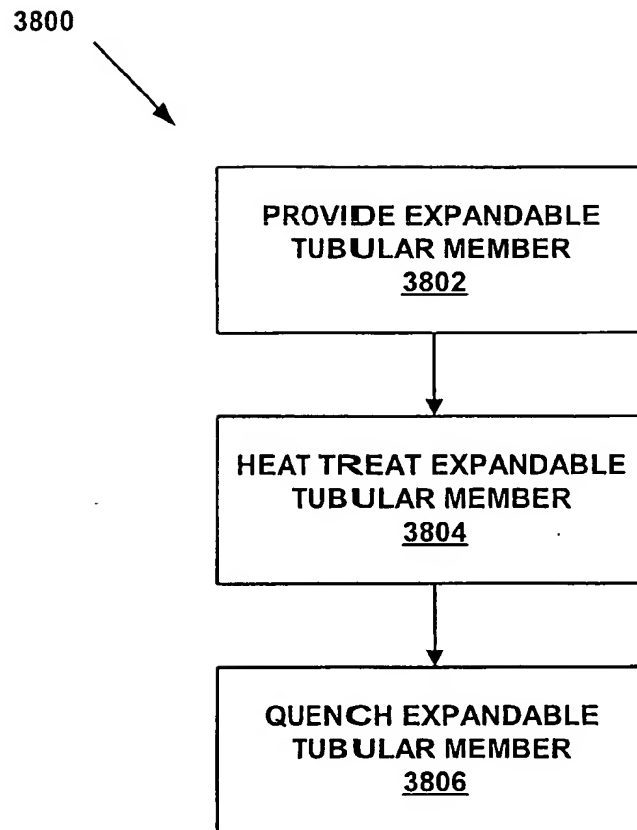 3800
PROVIDE EXPANDABLE
TUBULAR MEMBER
3802
HEAT TREAT EXPANDABLE
TUBULAR MEMBER
3804
QUENCH EXPANDABLE
TUBULAR MEMBER
3806